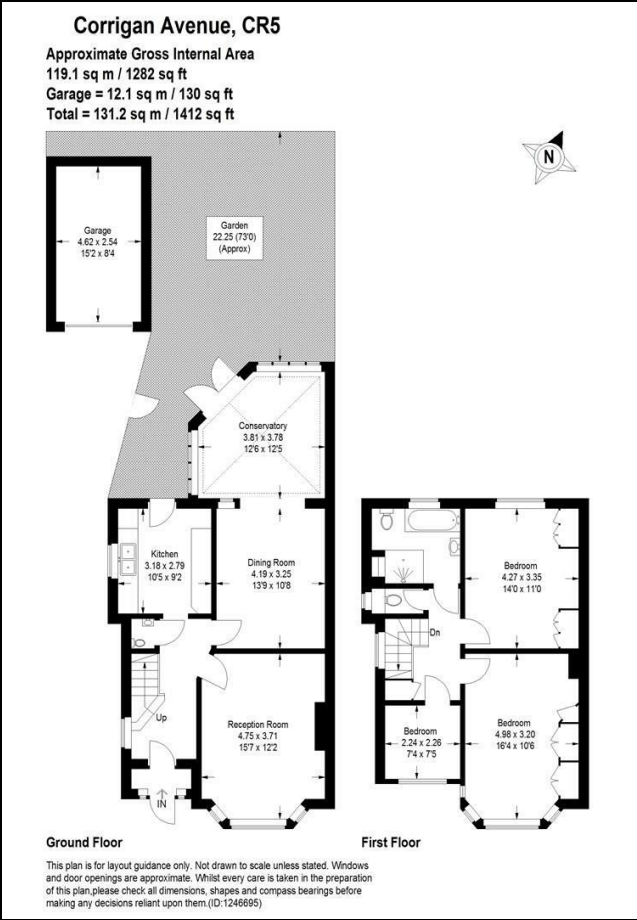 Corrigan Avenue, CR5
Approximate Gross Internal Area
119.1 sq m / 1282 sq ft
Garage = 12.1 sq m / 130 sq ft
Total = 131.2 sq m / 1412 sq ft
N
Garage
4.62 x 2.54
15'2 x 8'4
Garden
22.25 (73'0)
(Approx)
Conservatory
3.81 x 3.78
12'6 x 12'5
Kitchen
3.18 x 2.79
10'5 x 9'2
Dining Room
4.19 x 3.25
13'9 x 10'8
Up
Reception Room
4.75 x 3.71
15'7 x 12'2
IN
Bedroom
4.27 x 3.35
14'0 x 11'0
Dn
Bedroom
2.24 x 2.26
7'4 x 7'5
Bedroom
4.98 x 3.20
16'4 x 10'6
Ground Floor
First Floor
This plan is for layout guidance only. Not drawn to scale unless stated. Windows
and door openings are approximate. Whilst every care is taken in the preparation
of this plan,please check all dimensions, shapes and compass bearings before
making any decisions reliant upon them.(ID:1246695)